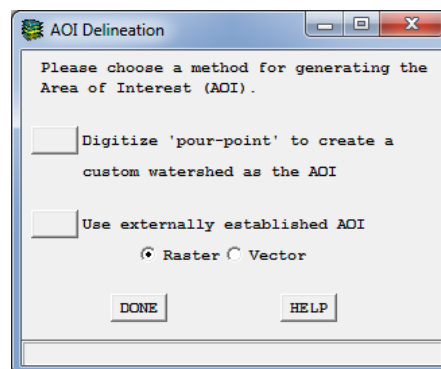 AOI Delineation
Please choose a method for generating the
Area of Interest (AOI).
Digitize 'pour-point' to create a
custom watershed as the AOI
Use externally established AOI
Raster Vector
DONE HELP